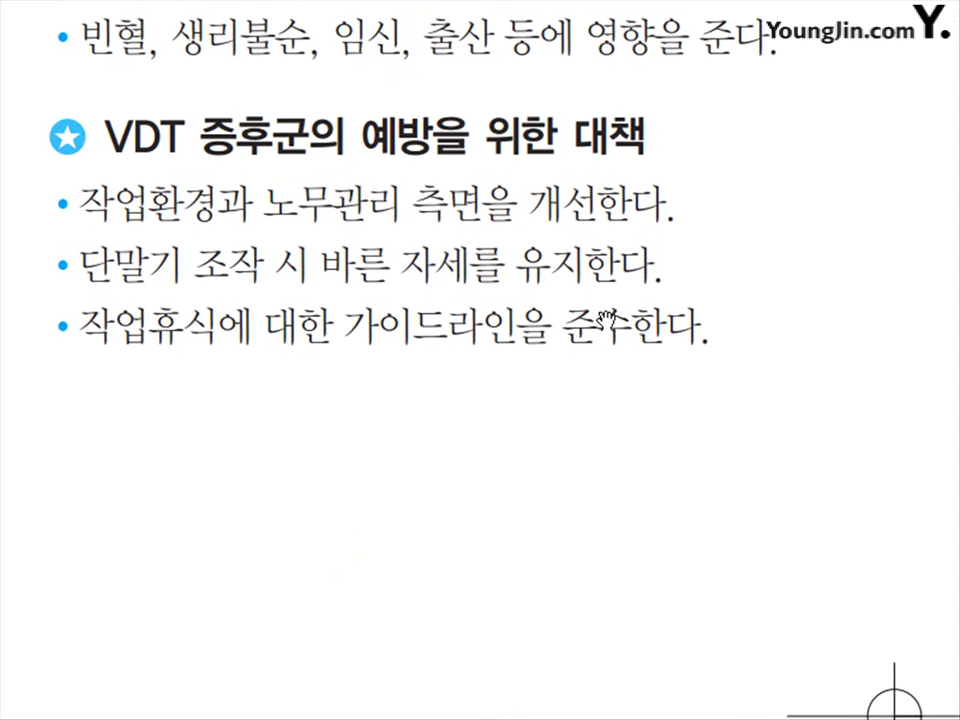 • 빈혈, 생리불순, 임신, 출산 등에 영향을 준다.
YoungJin.com Y.
★ VDT 증후군의 예방을 위한 대책
• 작업환경과 노무관리 측면을 개선한다.
• 단말기 조작 시 바른 자세를 유지한다.
• 작업휴식에 대한 가이드라인을 준수한다.